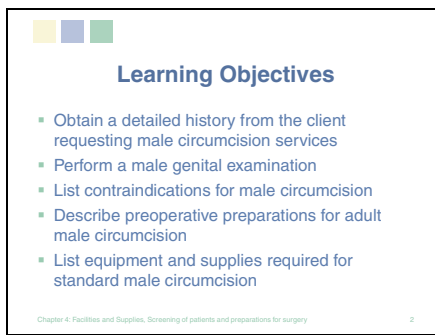 Learning Objectives
▪ Obtain a detailed history from the client
requesting male circumcision services
▪ Perform a male genital examination
▪ List contraindications for male circumcision
▪ Describe preoperative preparations for adult
male circumcision
▪ List equipment and supplies required for
standard male circumcision
Chapter 4: Facilities and Supplies, Screening of patients and preparations for surgery 2